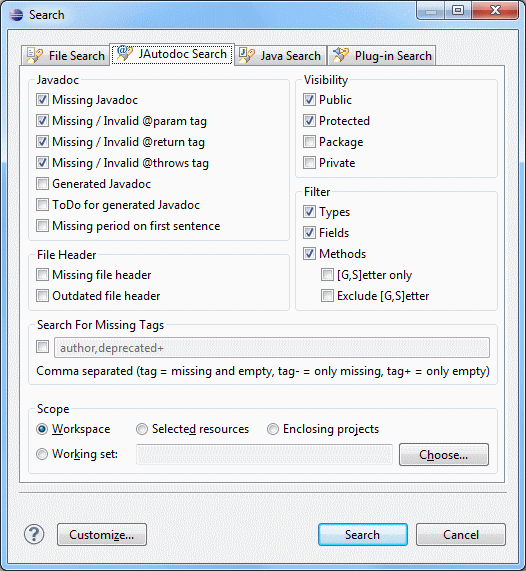 Search
File Search
JAutodoc Search
Java Search
Plug-in Search
Javadoc
Missing Javadoc
Missing / Invalid @param tag
Missing / Invalid @return tag
Missing / Invalid @throws tag
Generated Javadoc
ToDo for generated Javadoc
Missing period on first sentence
File Header
Missing file header
Outdated file header
Visibility
Public
Protected
Package
Private
Filter
Types
Fields
Methods
[G,S]etter only
Exclude [G,S]etter
Search For Missing Tags
author,deprecated+
Comma separated (tag = missing and empty, tag- = only missing, tag+ = only empty)
Scope
Workspace
Selected resources
Enclosing projects
Working set:
Choose...
?
Customize...
Search
Cancel